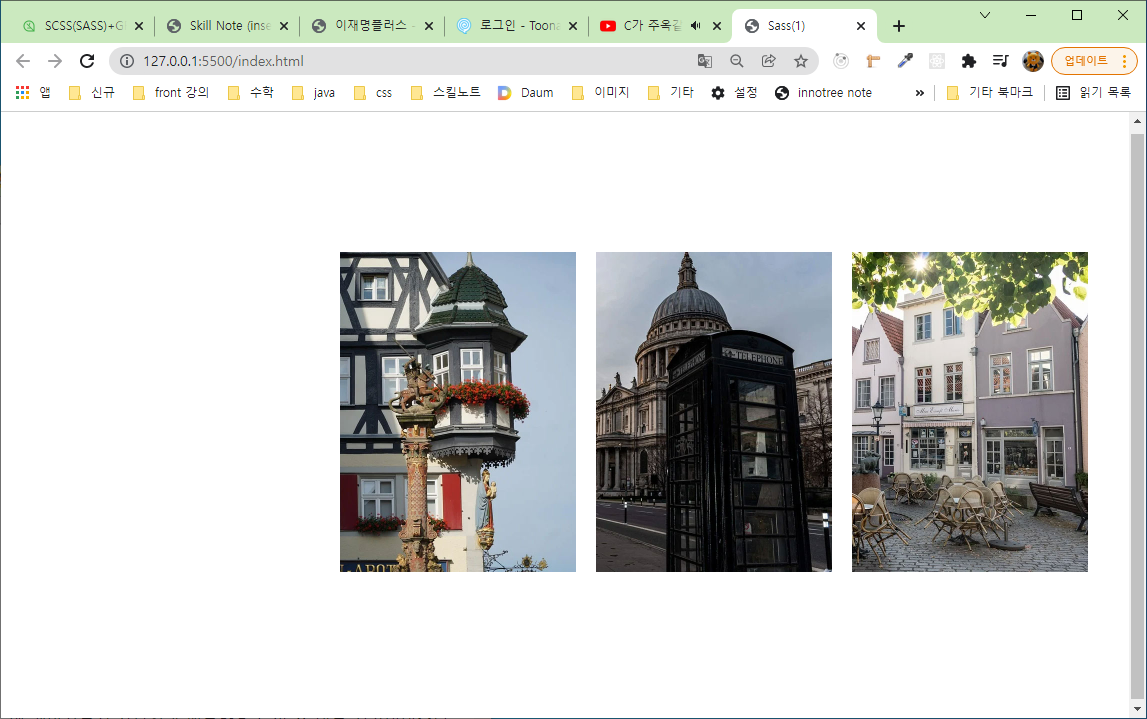 SCSS(SASS)+G
Skill Note (inse
이재명플러스 -
로그인 - Toona
C가 주옥같
Sass(1)
127.0.0.1:5500/index.html
업데이트
앱
신규
front 강의
수학
java
css
스킬노트
Daum
이미지
기타
설정
innotree note
»
기타 북마크
읽기 목록
TELEPHONE
TELEPHONE